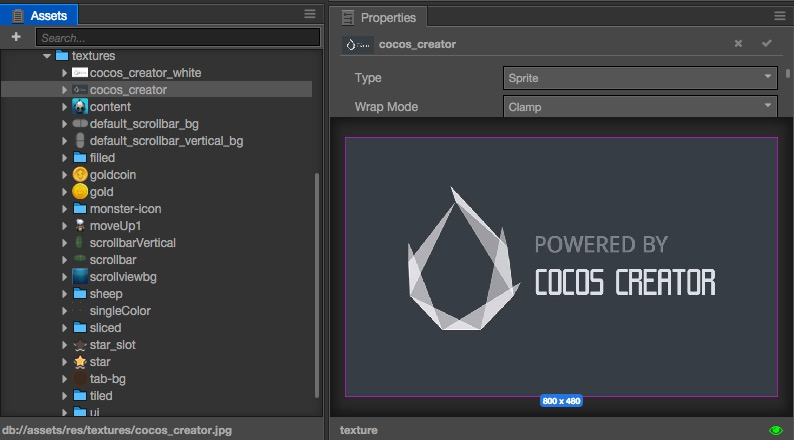 Assets
Search...
textures
cocos_creator_white
cocos_creator
content
default_scrollbar_bg
default_scrollbar_vertical_bg
filled
goldcoin
gold
monster-icon
moveUp1
scrollbarVertical
scrollbar
scrollviewbg
sheep
singleColor
sliced
star_slot
star
tab-bg
tiled
ui
db://assets/res/textures/cocos_creator.jpg
Properties
cocos_creator
Type
Sprite
Wrap Mode
Clamp
POWERED BY
COCOS CREATOR
800 x 480
texture